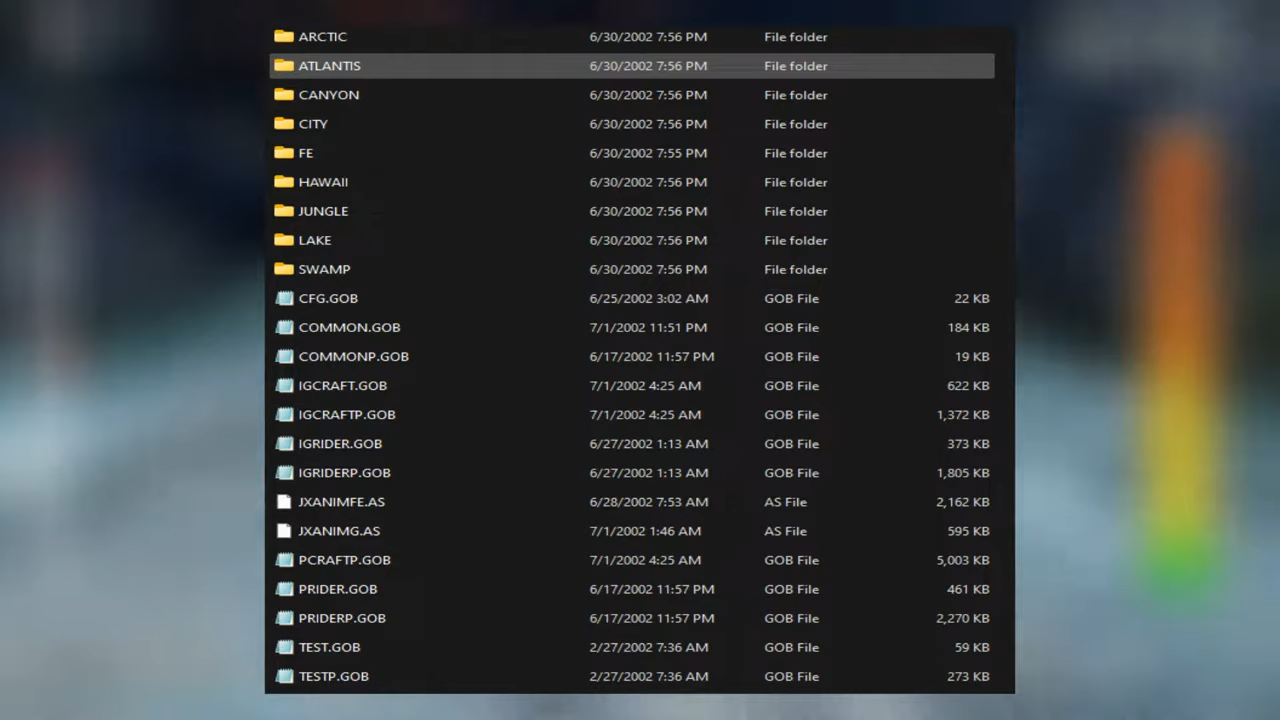 ARCTIC 6/30/2002 7:56 PM File folder
ATLANTIS 6/30/2002 7:56 PM File folder
CANYON 6/30/2002 7:56 PM File folder
CITY 6/30/2002 7:56 PM File folder
FE 6/30/2002 7:55 PM File folder
HAWAII 6/30/2002 7:56 PM File folder
JUNGLE 6/30/2002 7:56 PM File folder
LAKE 6/30/2002 7:56 PM File folder
SWAMP 6/30/2002 7:56 PM File folder
CFG.GOB 6/25/2002 3:02 AM GOB File 22 KB
COMMON.GOB 7/1/2002 11:51 PM GOB File 184 KB
COMMONP.GOB 6/17/2002 11:57 PM GOB File 19 KB
IGCRAFT.GOB 7/1/2002 4:25 AM GOB File 622 KB
IGCRAFTP.GOB 7/1/2002 4:25 AM GOB File 1,372 KB
IGRIDER.GOB 6/27/2002 1:13 AM GOB File 373 KB
IGRIDERP.GOB 6/27/2002 1:13 AM GOB File 1,805 KB
JXANIMFE.AS 6/28/2002 7:53 AM AS File 2,162 KB
JXANIMG.AS 7/1/2002 1:46 AM AS File 595 KB
PCRAFTP.GOB 7/1/2002 4:25 AM GOB File 5,003 KB
PRIDER.GOB 6/17/2002 11:57 PM GOB File 461 KB
PRIDERP.GOB 6/17/2002 11:57 PM GOB File 2,270 KB
TEST.GOB 2/27/2002 7:36 AM GOB File 59 KB
TESTP.GOB 2/27/2002 7:36 AM GOB File 273 KB